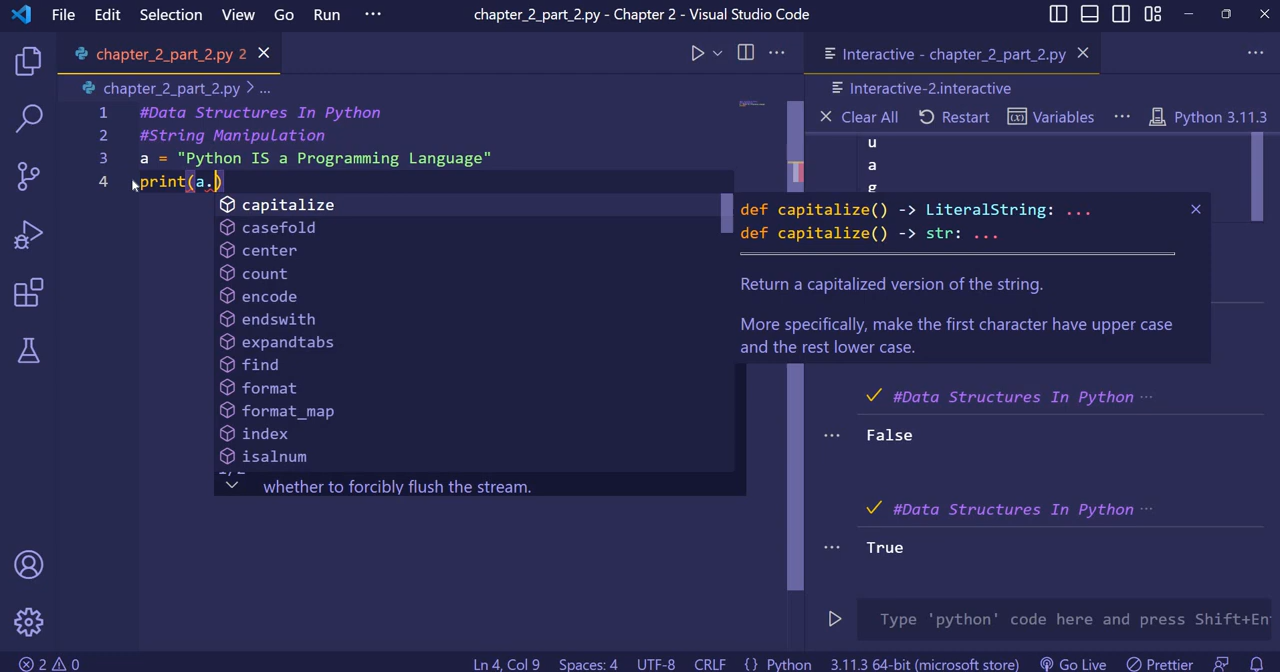 File Edit Selection View Go Run ··· chapter_2_part_2.py - Chapter 2 - Visual Studio Code
chapter_2_part_2.py 2
chapter_2_part_2.py > ...
1 #Data Structures In Python
2 #String Manipulation
3 a = "Python IS a Programming Language"
4 print(a.)
capitalize
casefold
center
count
encode
endswith
expandtabs
find
format
format_map
index
isalnum
whether to forcibly flush the stream.
def capitalize() -> LiteralString: ...
def capitalize() -> str: ...
Return a capitalized version of the string.
More specifically, make the first character have upper case
and the rest lower case.
Interactive - chapter_2_part_2.py
Interactive-2.interactive
Clear All Restart Variables ··· Python 3.11.3
u
a
g
#Data Structures In Python ···
··· False
#Data Structures In Python ···
··· True
Type 'python' code here and press Shift+En
2 0 Ln 4, Col 9 Spaces: 4 UTF-8 CRLF {} Python 3.11.3 64-bit (microsoft store) Go Live Prettier